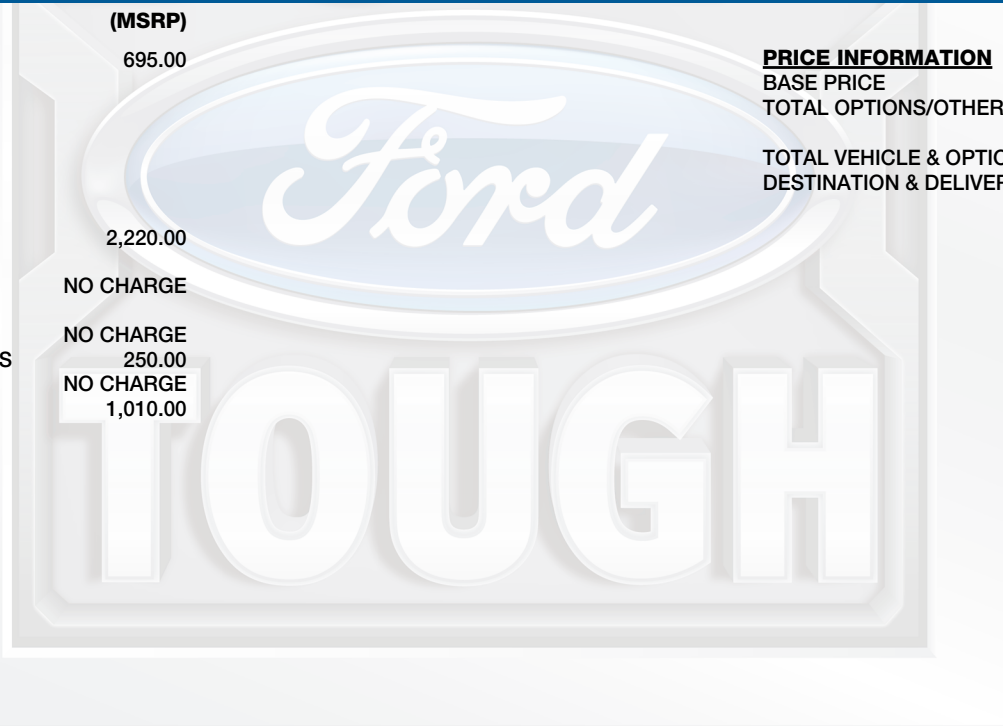 (MSRP)
695.00
2,220.00
NO CHARGE
NO CHARGE
S 250.00
NO CHARGE
1,010.00
PRICE INFORMATION
BASE PRICE
TOTAL OPTIONS/OTHER
TOTAL VEHICLE & OPTIO
DESTINATION & DELIVER
Ford
TOUGH